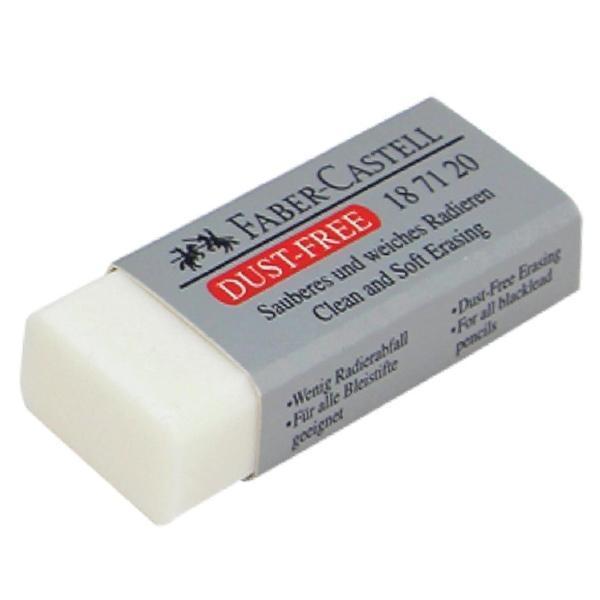 FABER-CASTELL
DUST-FREE 18 71 20
Sauberes und weiches Radieren
Clean and Soft Erasing
•Wenig Radierabfall
•Für alle Bleistifte
geeignet
•Dust-Free Erasing
•For all blacklead
pencils